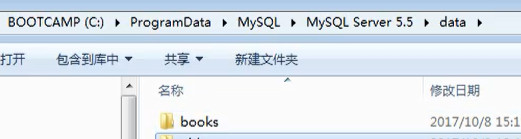 BOOTCAMP (C:) ▸ ProgramData ▸ MySQL ▸ MySQL Server 5.5 ▸ data ▸
打开 包含到库中 ▾ 共享 ▾ 新建文件夹
名称 修改日期
books 2017/10/8 15:1